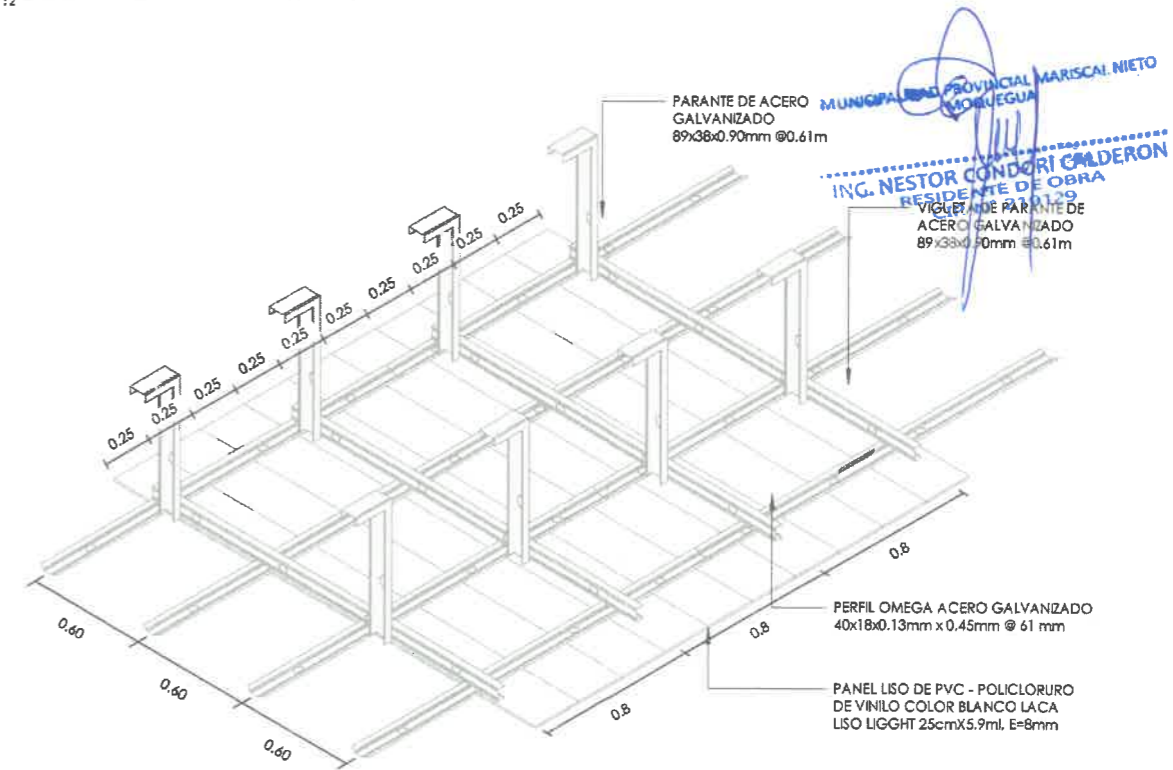 :2
PARANTE DE ACERO
GALVANIZADO
89x38x0.90mm @0.61m
MUNICIPALIDAD PROVINCIAL MARISCAL NIETO
MOQUEGUA
ING. NESTOR CONDORI CALDERON
RESIDENTE DE OBRA
VIGUETA DE PARANTE DE
ACERO GALVANIZADO
89x38x0.90mm @0.61m
0.25
0.25
0.25
0.25
0.25
0.25
0.25
0.25
0.25
0.25
0.60
0.60
0.60
0.8
0.8
0.8
PERFIL OMEGA ACERO GALVANIZADO
40x18x0.13mm x 0.45mm @ 61 mm
PANEL LISO DE PVC - POLICLORURO
DE VINILO COLOR BLANCO LACA
LISO LIGGHT 25cmX5.9ml, E=8mm